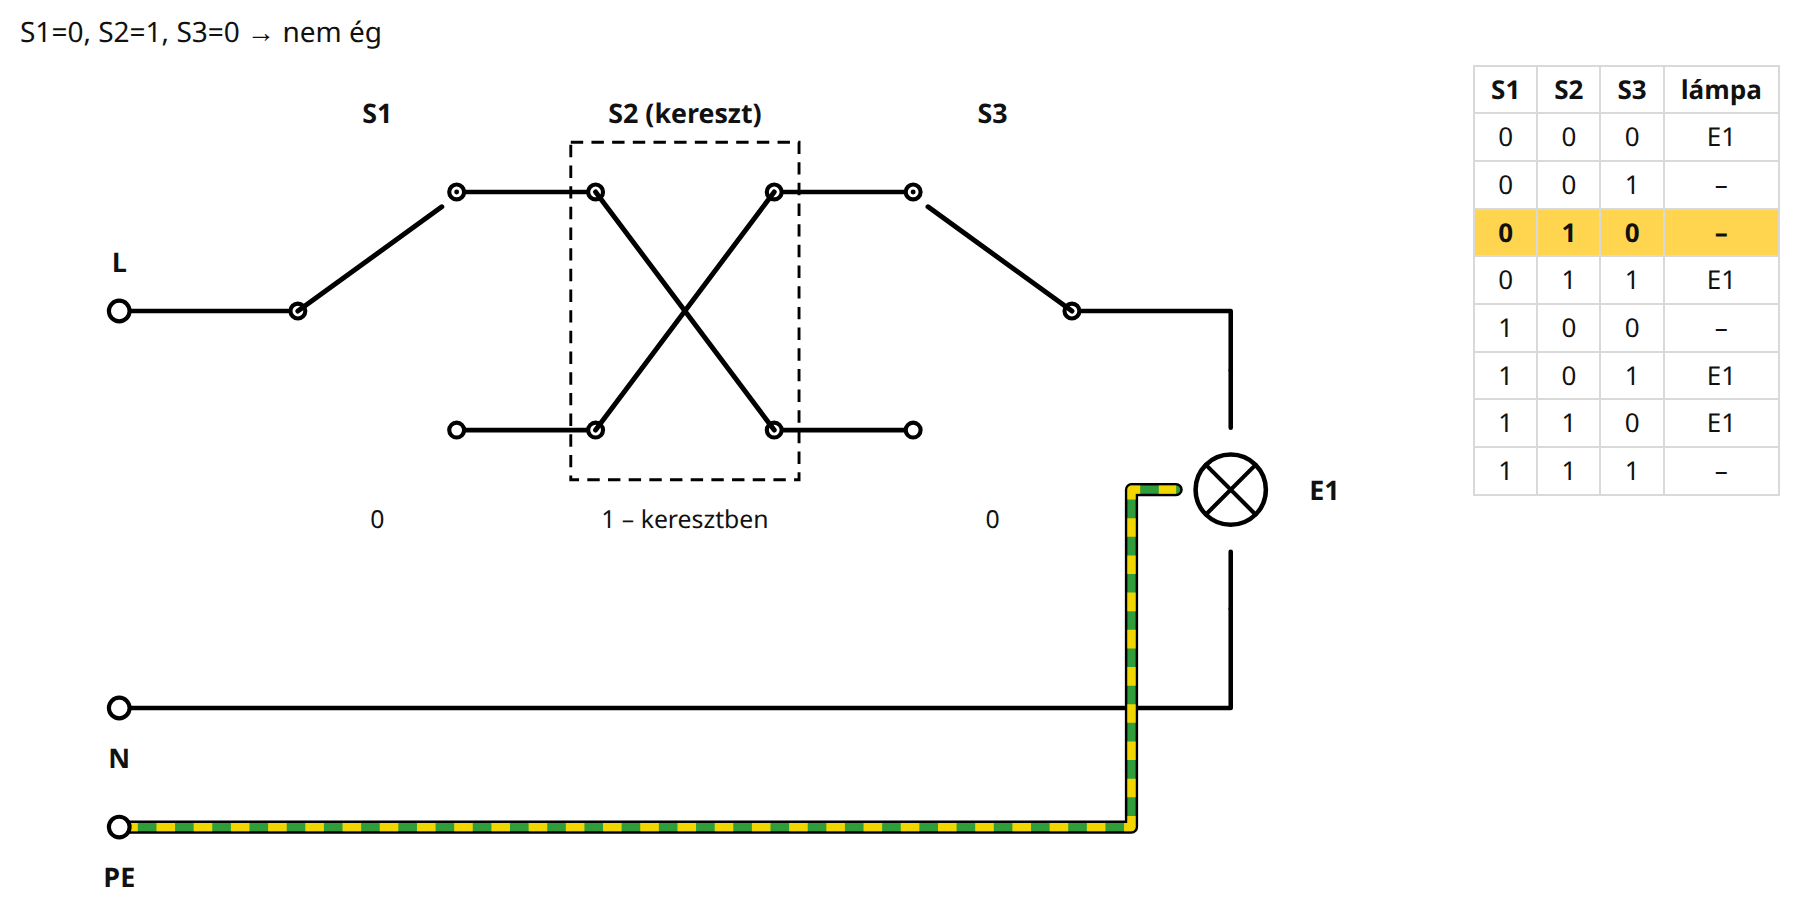 S1=0, S2=1, S3=0 → nem ég
S1
S2 (kereszt)
S3
L
E1
0
1 – keresztben
0
N
PE
S1 S2 S3 lámpa
0 0 0 E1
0 0 1 –
0 1 0 –
0 1 1 E1
1 0 0 –
1 0 1 E1
1 1 0 E1
1 1 1 –